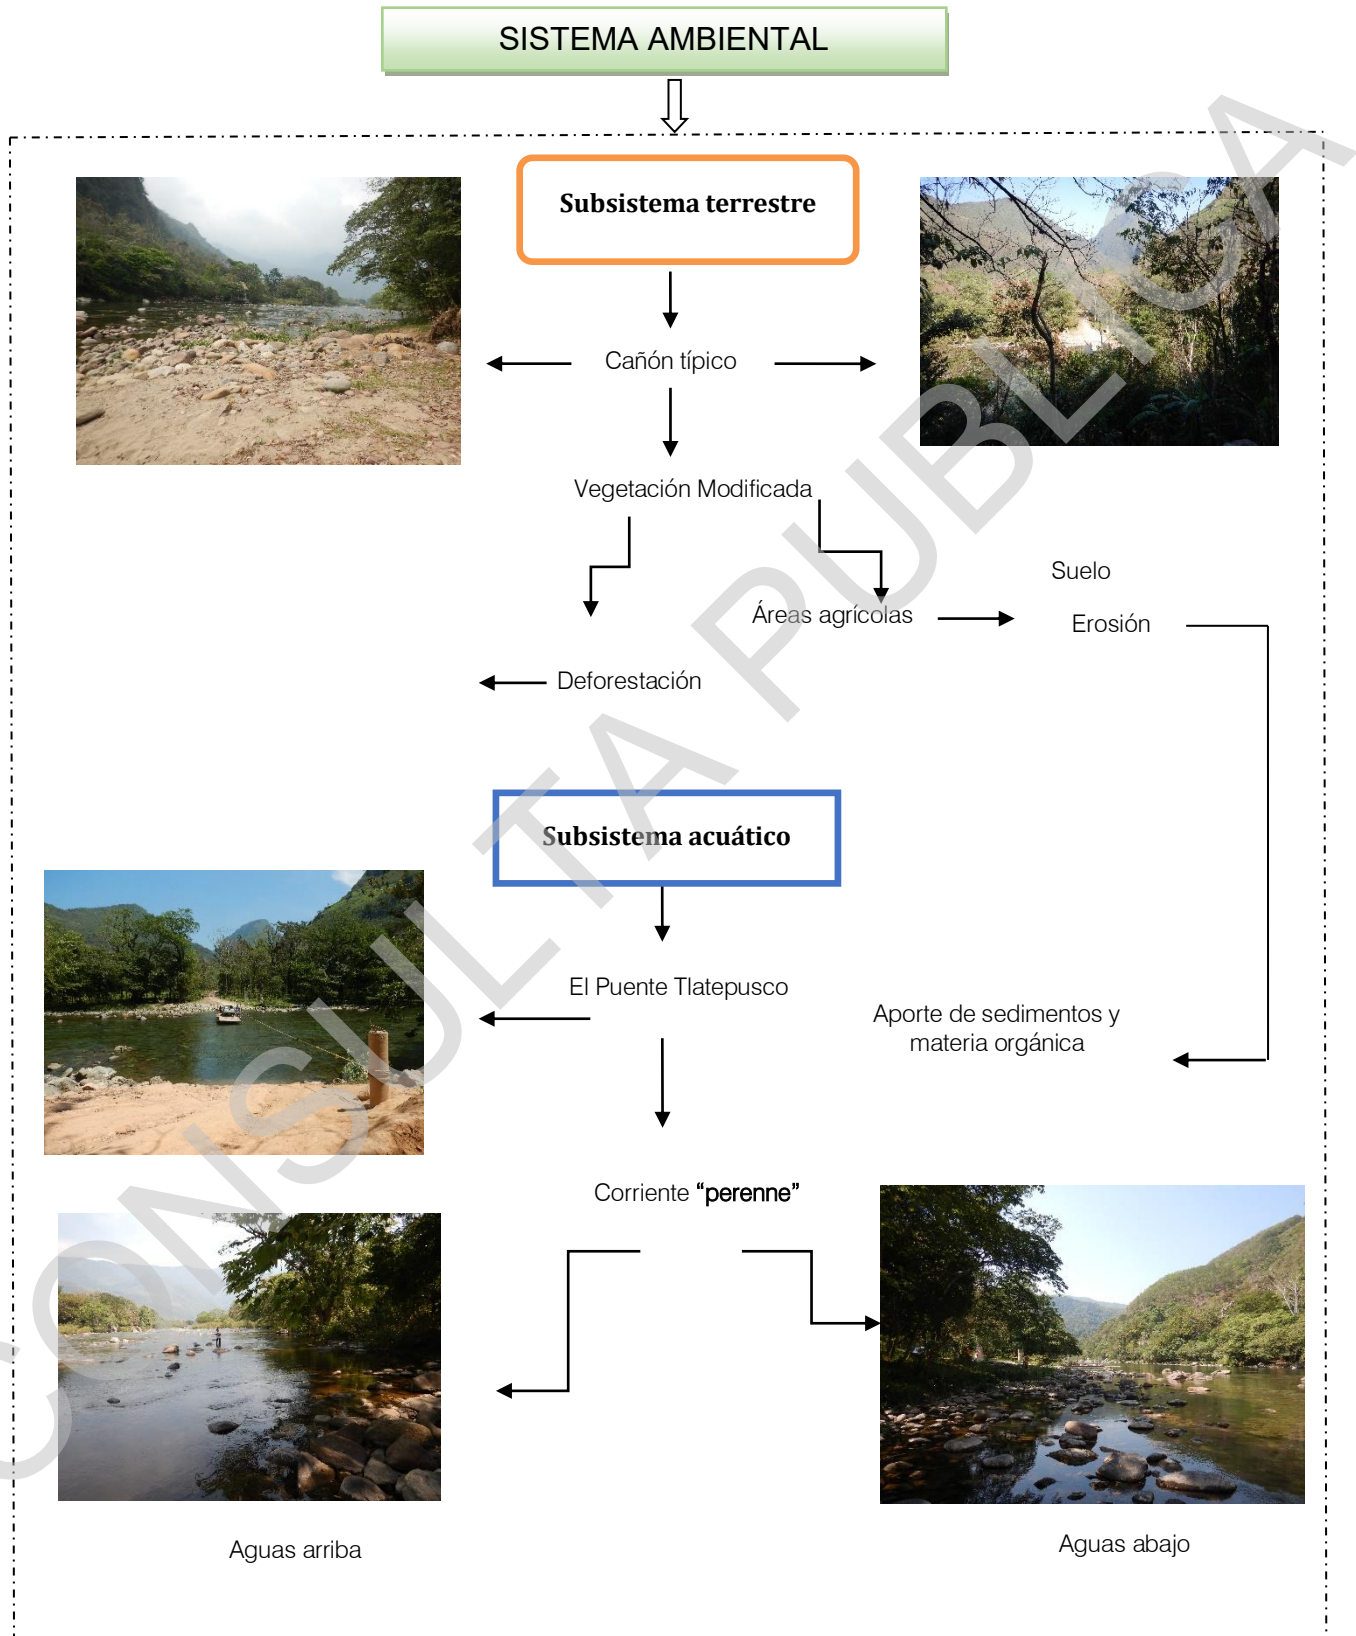 SISTEMA AMBIENTAL
Subsistema terrestre
Cañón típico
Vegetación Modificada
Suelo
Áreas agrícolas
Erosión
Deforestación
Subsistema acuático
El Puente Tlatepusco
Aporte de sedimentos y
materia orgánica
Corriente “perenne”
Aguas arriba
Aguas abajo
CONSULTA PUBLICA